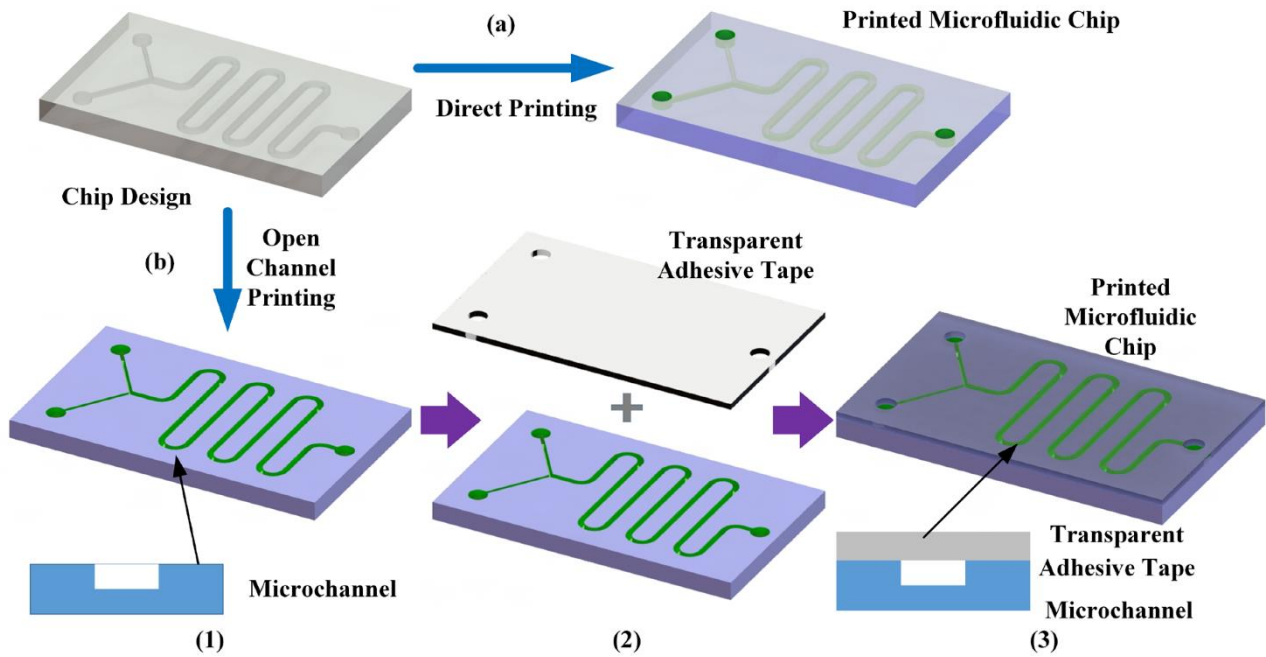 (a)
Printed Microfluidic Chip
Direct Printing
Chip Design
(b)
Open
Channel
Printing
Transparent
Adhesive Tape
Printed
Microfluidic
Chip
+
Microchannel
(1)
(2)
Transparent
Adhesive Tape
Microchannel
(3)